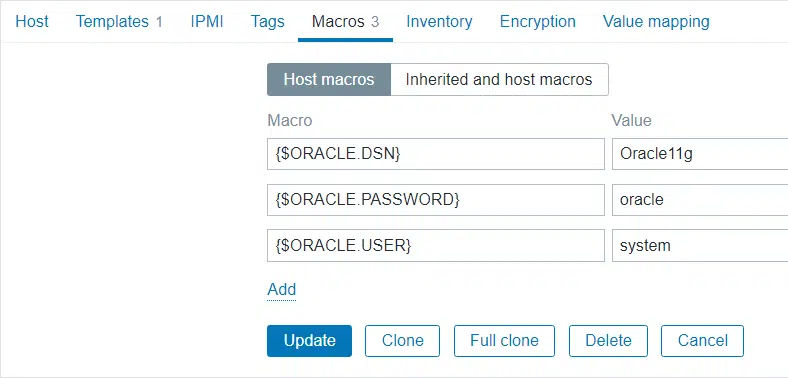 Host Templates 1 IPMI Tags Macros 3 Inventory Encryption Value mapping
Host macros Inherited and host macros
Macro Value
{$ORACLE.DSN} Oracle11g
{$ORACLE.PASSWORD} oracle
{$ORACLE.USER} system
Add
Update Clone Full clone Delete Cancel